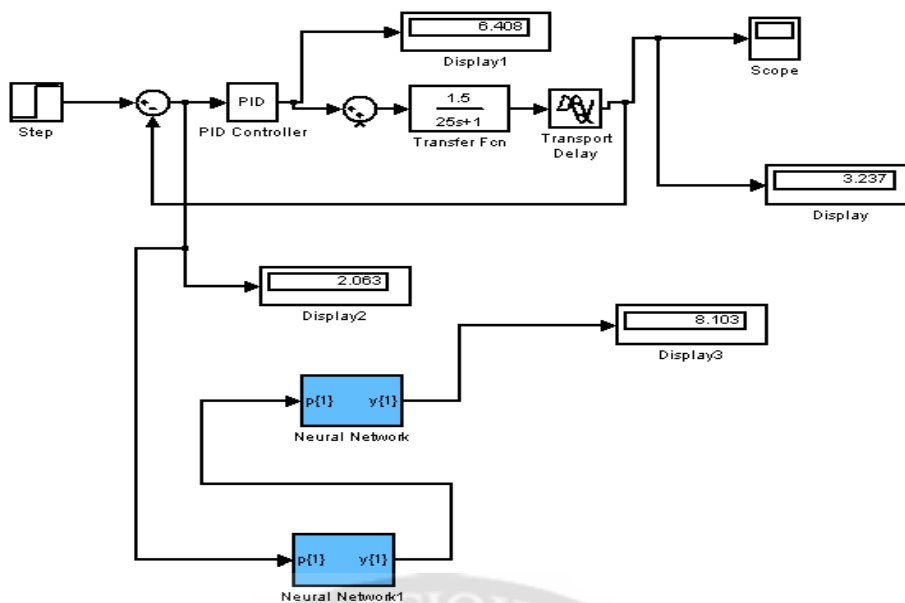 6.408
Display1
Step
PID
PID Controller
1.5
25s+1
Transfer Fcn
Transport
Delay
Scope
3.237
Display
2.063
Display2
8.103
Display3
p{1} y{1}
Neural Network
p{1} y{1}
Neural Network1